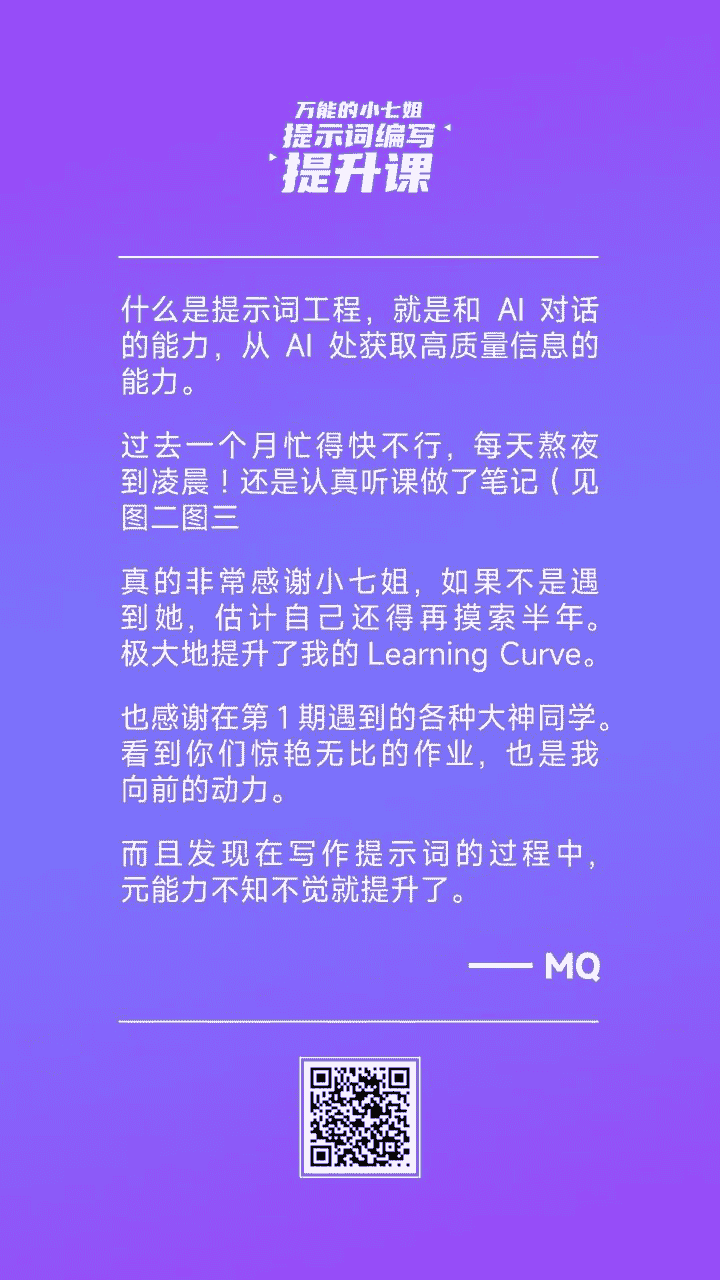 万能的小七姐
提示词编写
提升课
什么是提示词工程，就是和 AI 对话
的能力，从 AI 处获取高质量信息的
能力。
过去一个月忙得快不行，每天熬夜
到凌晨！还是认真听课做了笔记（见
图二图三
真的非常感谢小七姐，如果不是遇
到她，估计自己还得再摸索半年。
极大地提升了我的 Learning Curve。
也感谢在第 1 期遇到的各种大神同学。
看到你们惊艳无比的作业，也是我
向前的动力。
而且发现在写作提示词的过程中，
元能力不知不觉就提升了。
—— MQ